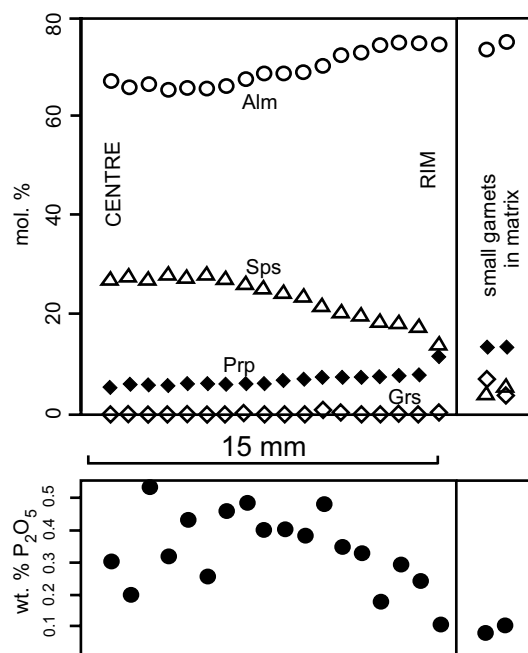 80
60
40
20
0
mol. %
CENTRE
RIM
Alm
Sps
Prp
Grs
small garnets
in matrix
15 mm
0.5
0.4
0.3
0.2
0.1
wt. % P₂O₅